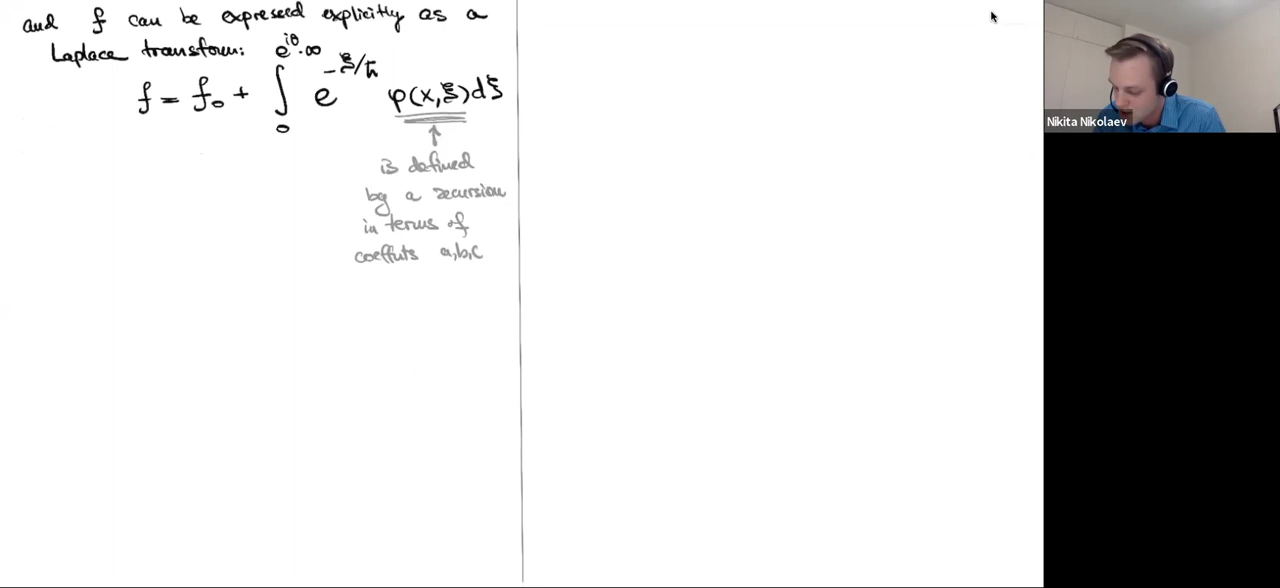 and f can be expressed explicitly as a
Laplace transform:
f = f₀ + ∫₀^{e^{iθ}·∞} e^{-ξ/ħ} φ(x,ξ)dξ
is defined
by a recursion
in terms of
coeffnts a,b,c
Nikita Nikolaev